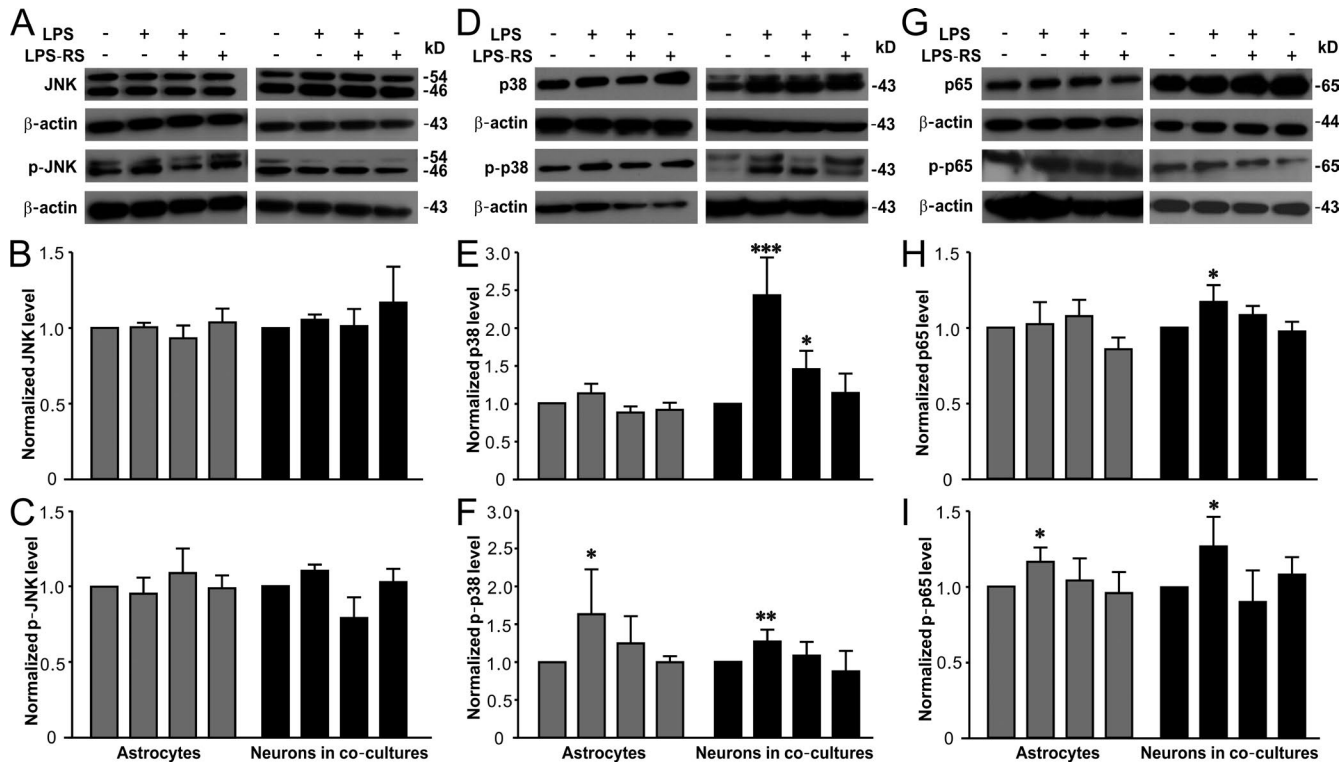 A
LPS - + + - - + + -
LPS-RS + + + + kD
JNK -54
-46
β-actin -43
p-JNK -54
-46
β-actin -43
D
LPS - + + - - + + -
LPS-RS - - + + - - + + kD
p38 -43
β-actin -43
p-p38 -43
β-actin -43
G
LPS - + + - - + + -
LPS-RS - - + + - - + + kD
p65 -65
β-actin -44
p-p65 -65
β-actin -43
B
Normalized JNK level
1.5
1.0
0.5
0
C
Normalized p-JNK level
1.5
1.0
0.5
0
Astrocytes Neurons in co-cultures
E
Normalized p38 level
3.0
2.5
2.0
1.5
1.0
0.5
0
***
*
F
Normalized p-p38 level
3.0
2.5
2.0
1.5
1.0
0.5
0
*
**
Astrocytes Neurons in co-cultures
H
Normalized p65 level
1.5
1.0
0.5
0
*
I
Normalized p-p65 level
1.5
1.0
0.5
0
*
*
Astrocytes Neurons in co-cultures